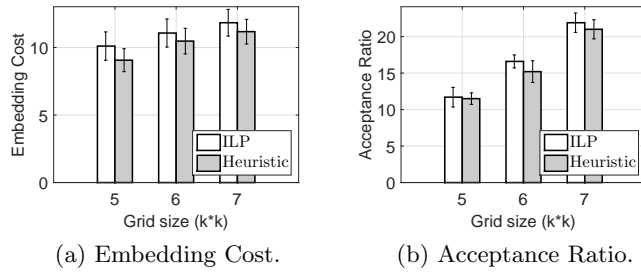 Embedding Cost
10
5
0
5
6
7
Grid size (k*k)
ILP
Heuristic
(a) Embedding Cost.
Acceptance Ratio
20
15
10
5
0
5
6
7
Grid size (k*k)
ILP
Heuristic
(b) Acceptance Ratio.